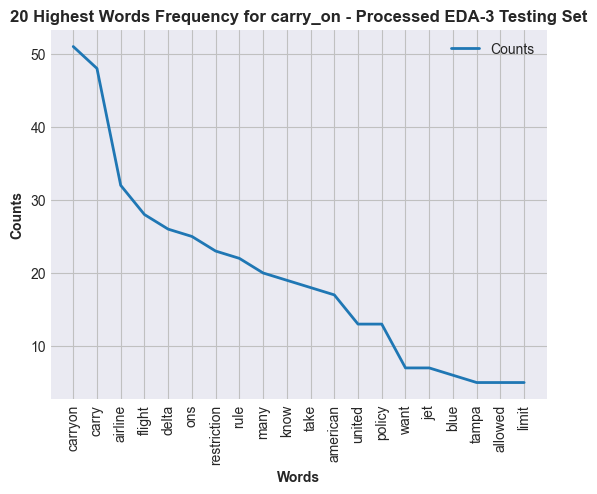 20 Highest Words Frequency for carry_on - Processed EDA-3 Testing Set
Counts
50
40
30
20
10
Counts
carryon
carry
airline
flight
delta
ons
restriction
rule
many
know
take
american
united
policy
want
jet
blue
tampa
allowed
limit
Words